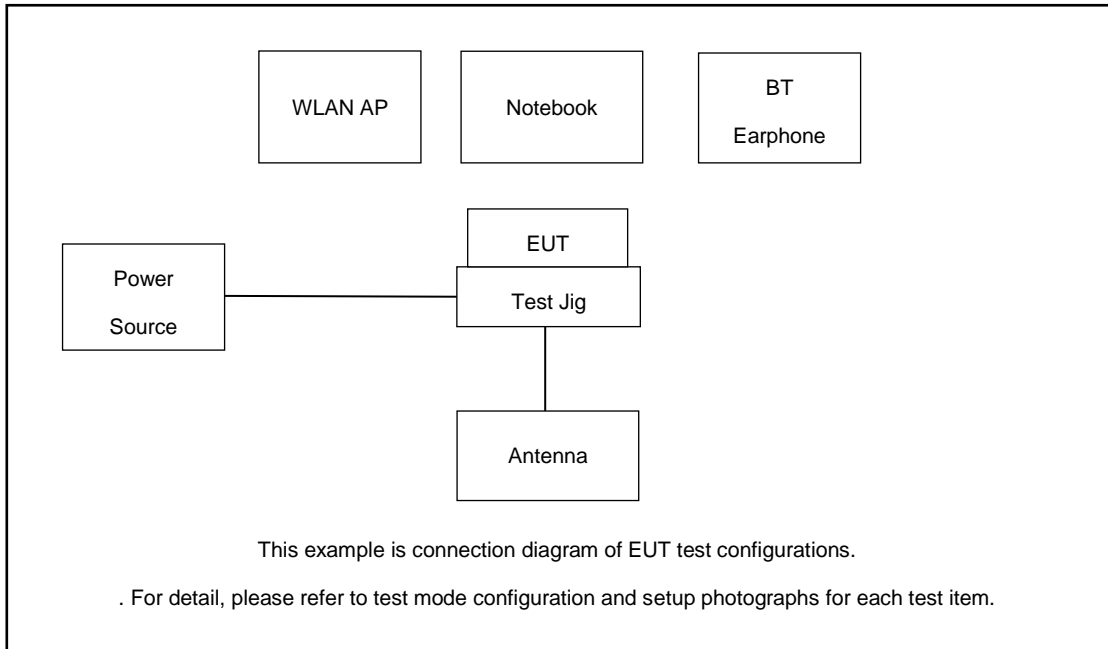 WLAN AP
Notebook
BT
Earphone
EUT
Power
Source
Test Jig
Antenna
This example is connection diagram of EUT test configurations.
. For detail, please refer to test mode configuration and setup photographs for each test item.